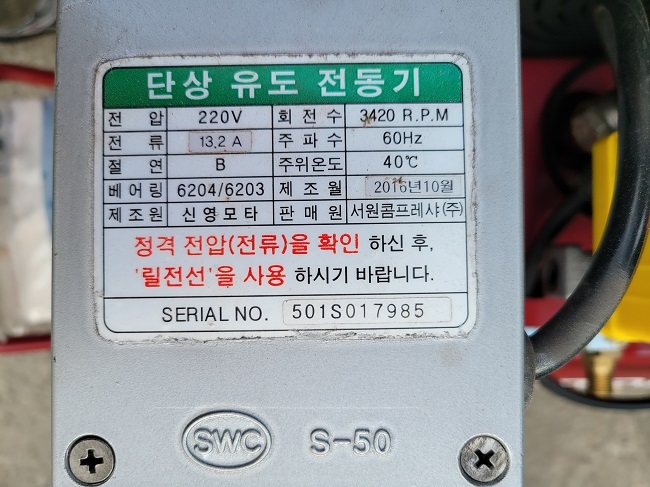 단상 유도 전동기
전 압 220V 회 전 수 3420 R.P.M
전 류 13.2 A 주 파 수 60Hz
절 연 B 주위온도 40℃
베 어 링 6204/6203 제 조 월 2016년10월
제 조 원 신 영 모 타 판 매 원 서원콤프레샤(주)
정격 전압(전류)을 확인 하신 후,
'릴전선'을 사용 하시기 바랍니다.
SERIAL NO. 501S017985
SWC S-50